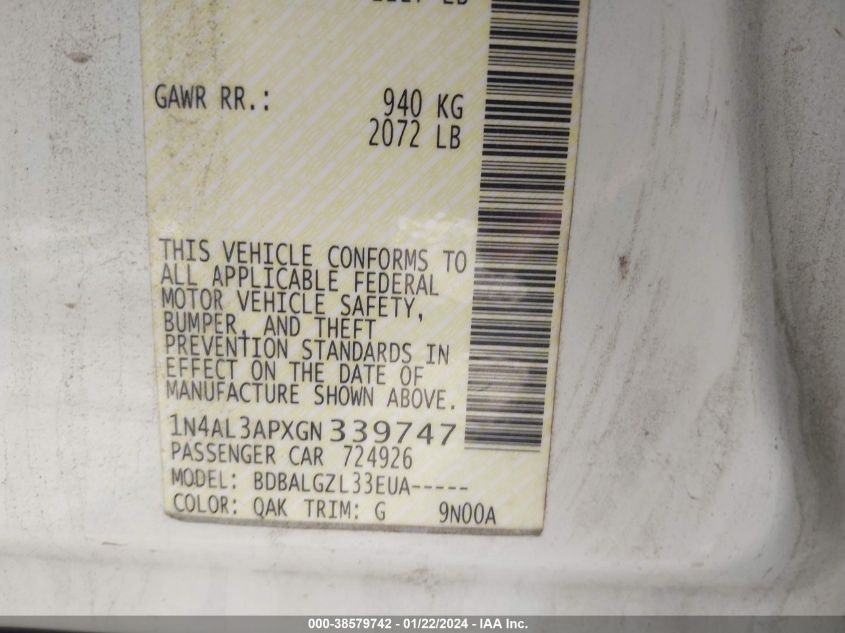 GAWR RR.: 940 KG
2072 LB
THIS VEHICLE CONFORMS TO
ALL APPLICABLE FEDERAL
MOTOR VEHICLE SAFETY,
BUMPER, AND THEFT
PREVENTION STANDARDS IN
EFFECT ON THE DATE OF
MANUFACTURE SHOWN ABOVE.
1N4AL3APXGN339747
PASSENGER CAR 724926
MODEL: BDBALGZL33EUA-----
COLOR: QAK TRIM: G 9N00A
000-38579742 - 01/22/2024 - IAA Inc.